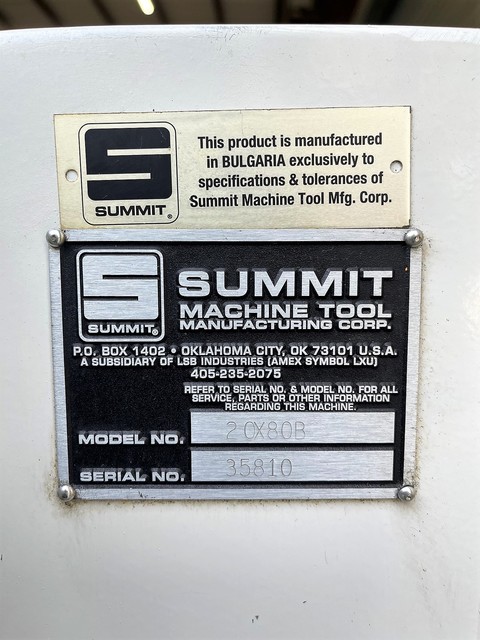 This product is manufactured
in BULGARIA exclusively to
specifications & tolerances of
Summit Machine Tool Mfg. Corp.
S
SUMMIT®
S
SUMMIT®
SUMMIT
MACHINE TOOL
MANUFACTURING CORP.
P.O. BOX 1402 • OKLAHOMA CITY, OK 73101 U.S.A.
A SUBSIDIARY OF LSB INDUSTRIES (AMEX SYMBOL LXU)
405-235-2075
REFER TO SERIAL NO. & MODEL NO. FOR ALL
SERVICE, PARTS OR OTHER INFORMATION
REGARDING THIS MACHINE.
MODEL NO. 20X80B
SERIAL NO. 35810